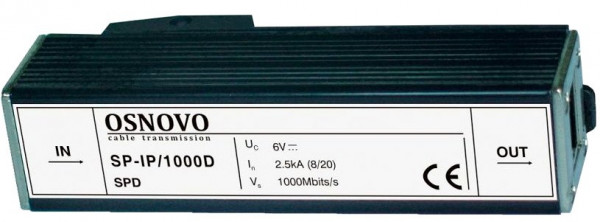 OSNOVO
cable transmission
IN
SP-IP/1000D
SPD
Uc 6V⎓
In 2.5kA (8/20)
Vs 1000Mbits/s
CE
OUT